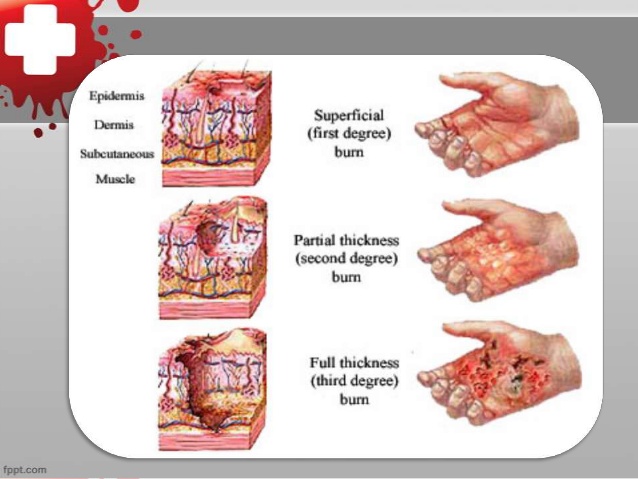 Epidermis
Dermis
Subcutaneous
Muscle
Superficial
(first degree)
burn
Partial thickness
(second degree)
burn
Full thickness
(third degree)
burn
fppt.com